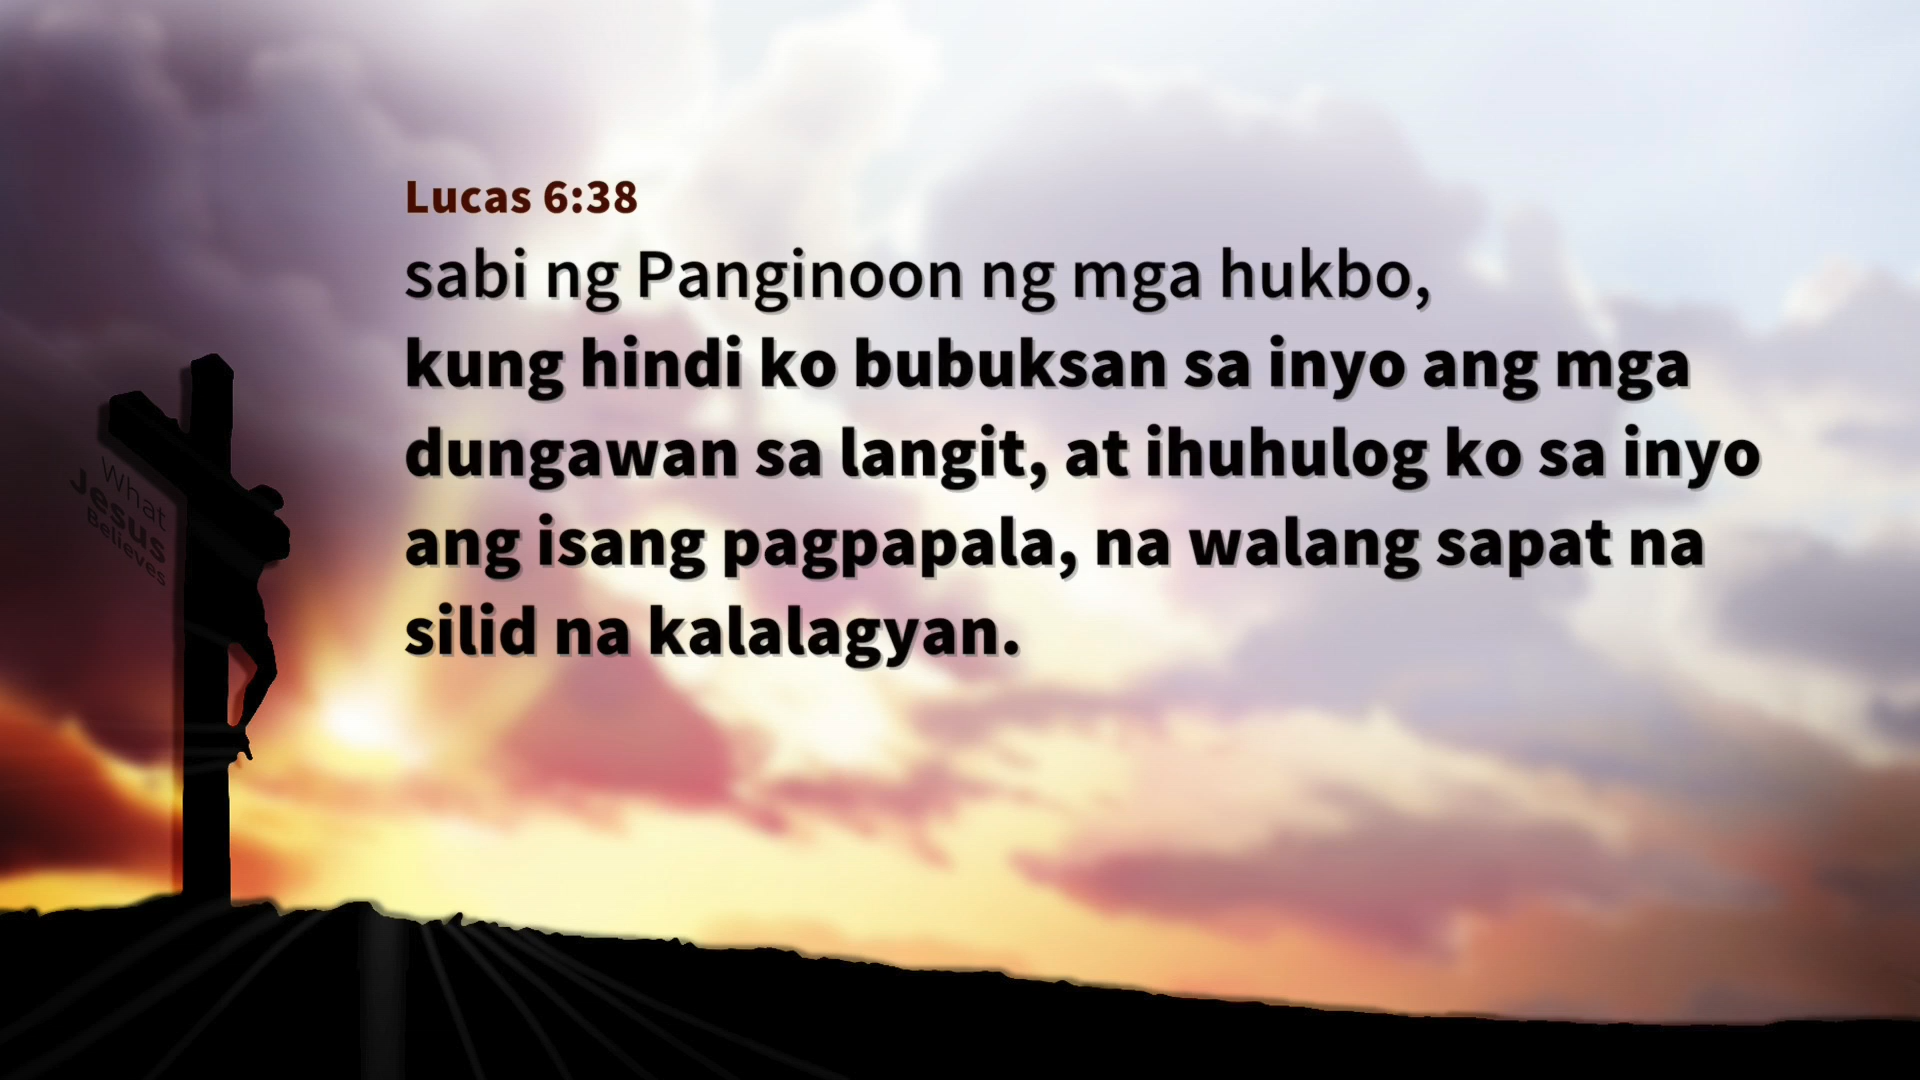 Lucas 6:38
sabi ng Panginoon ng mga hukbo,
kung hindi ko bubuksan sa inyo ang mga
dungawan sa langit, at ihuhulog ko sa inyo
ang isang pagpapala, na walang sapat na
silid na kalalagyan.
What
Jesus
Believes